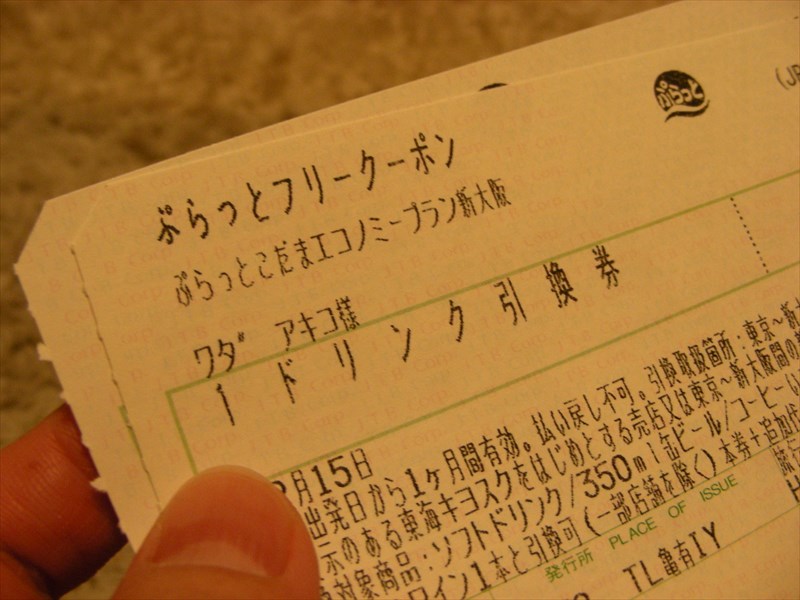 ぷらっと
(JR
ぷらっとフリークーポン
ぷらっとこだまエコノミープラン新大阪
ワダ アキコ様
1ドリンク引換券
月15日
出発日から1ヶ月間有効。払い戻し不可。引換取扱箇所:東京～新大
示のある東海キヨスクをはじめとする売店又は東京～新大阪間の
対象商品:ソフトドリンク/350ml缶ビール/コーヒーい
ワイン1本と引換可(一部店舗を除く)本券+追加代
発行所 PLACE OF ISSUE
TL亀有IY